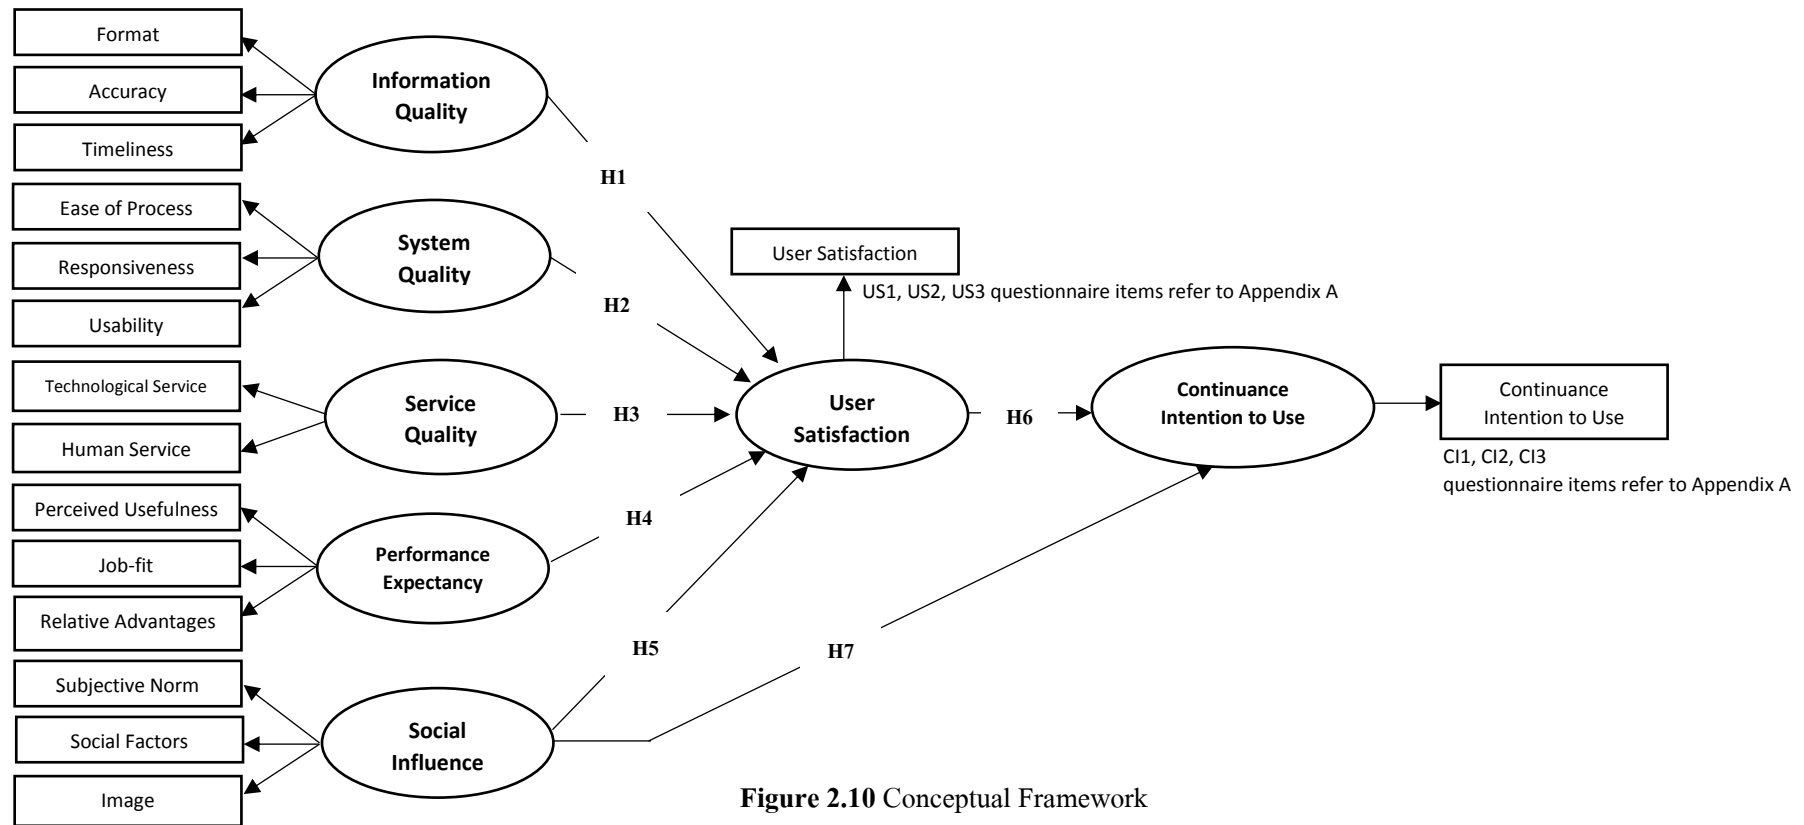 Format
Accuracy
Timeliness
Information
Quality
H1
Ease of Process
Responsiveness
Usability
System
Quality
H2
Technological Service
Human Service
Service
Quality
H3
Perceived Usefulness
Job-fit
Relative Advantages
Performance
Expectancy
H4
Subjective Norm
Social Factors
Image
Social
Influence
H5
H7
User Satisfaction
US1, US2, US3 questionnaire items refer to Appendix A
User
Satisfaction
H6
Continuance
Intention to Use
Continuance
Intention to Use
CI1, CI2, CI3
questionnaire items refer to Appendix A
Figure 2.10 Conceptual Framework